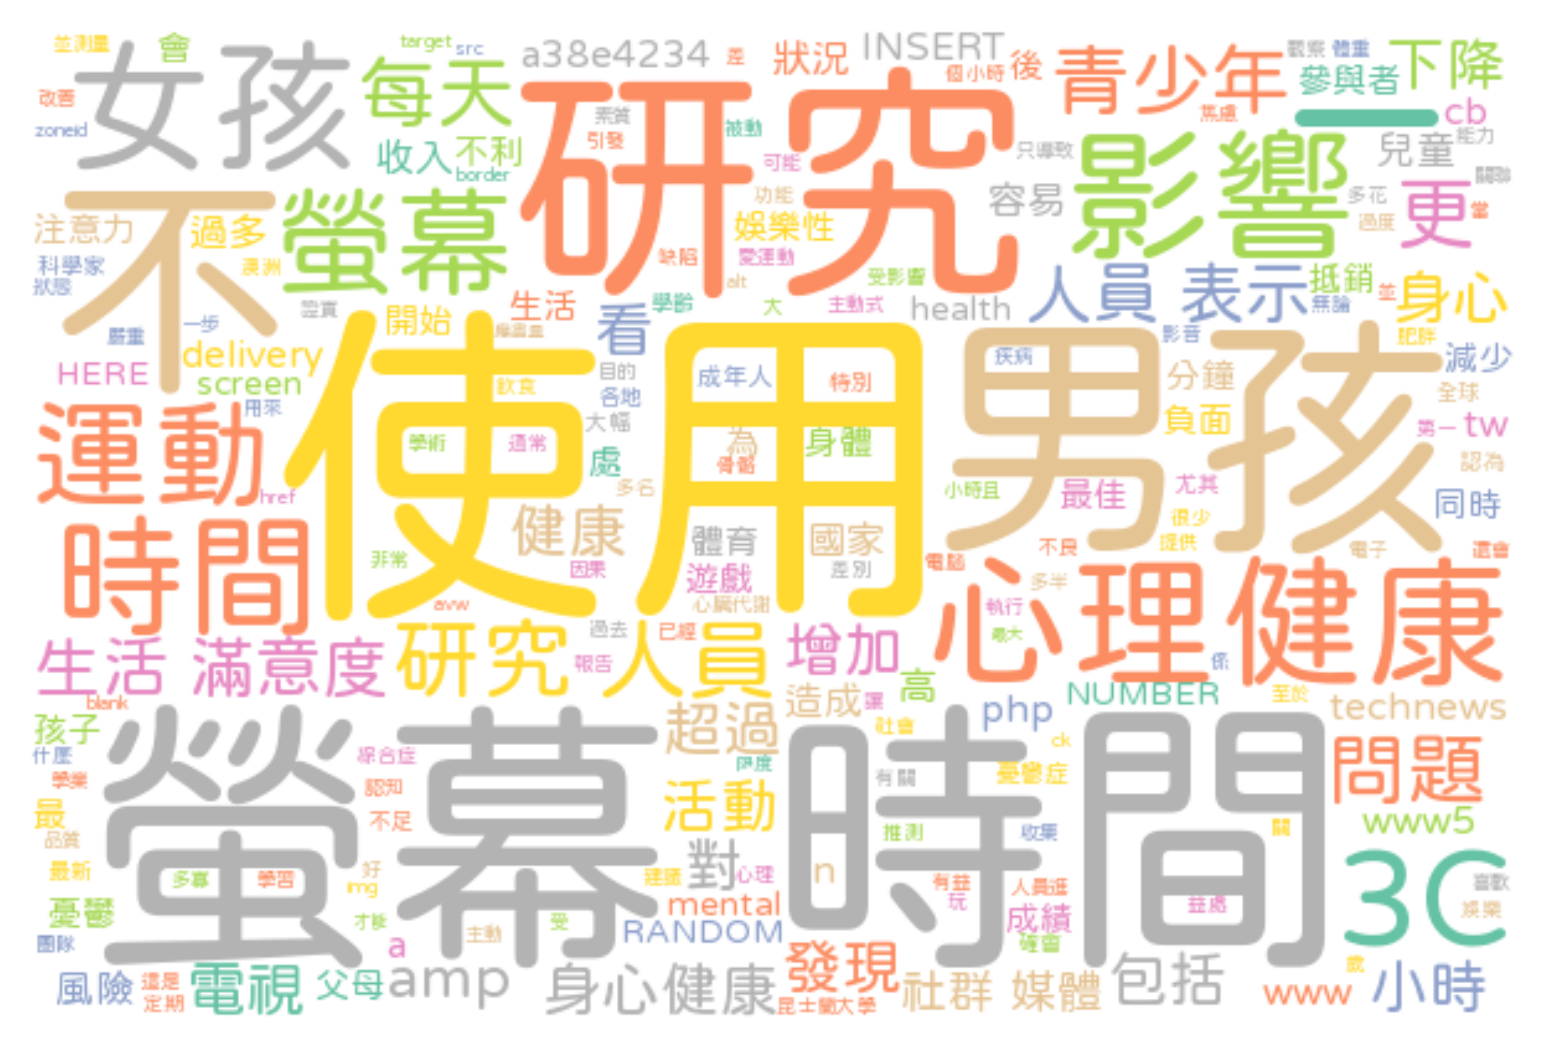 並測量 會 target src a38e4234 差 狀況 INSERT 個小時 後 青少年 觀察 體重 下降
女孩 每天 研究 參與者 一 cb
改善 zoneid 收入 不利 border 素質 引發 被動 可能 只導致 焦慮 影響 兒童 能力
注意力 過多 螢幕 功能 娛樂性 容易 多花 過度 更 當 關聯
不 科學家 狀態 澳洲 缺陷 愛運動 alt 受影響 人員 表示 抵銷 無論 並 身心
嚴重 一步 證實 開始 生活 看 學齡 大 主動式 health 影音 肥胖
HERE delivery screen 用來 使用 飲食 目的 各地 成年人 特別 男孩 疾病 分鐘 減少 全球
運動 href 學術 通常 大幅 處 多名 為 骨骼 身體 負面 第一 tw 認為
小時且 最佳 尤其 很少 提供 同時
時間 健康 非常 因果 體育 遊戲 國家 差別 電腦 不良 多半 電子 還會
avw 過去 已經 心臟代謝 執行 最大 心理健康
生活 滿意度 研究 人員 報告 增加 係
blank 孩子 什麼 超過 造成 讓 高 社會 php NUMBER 至於 technews
螢幕 時間 學業 綜合症 認知 限度 有關 憂鬱症 ck 問題
最 品質 不足 活動 推測 收集 關 www5
最新 多寡 學習 好 img 建議 對 心理 n 有益 玩 人員逛 益處 3C 喜歡
憂鬱 團隊 才能 a 主動 受 mental RANDOM 成績 確會 娛樂
風險 這是 定期 電視 父母 amp 身心健康 發現 昆士蘭大學 社群 媒體 包括 www 歲 小時